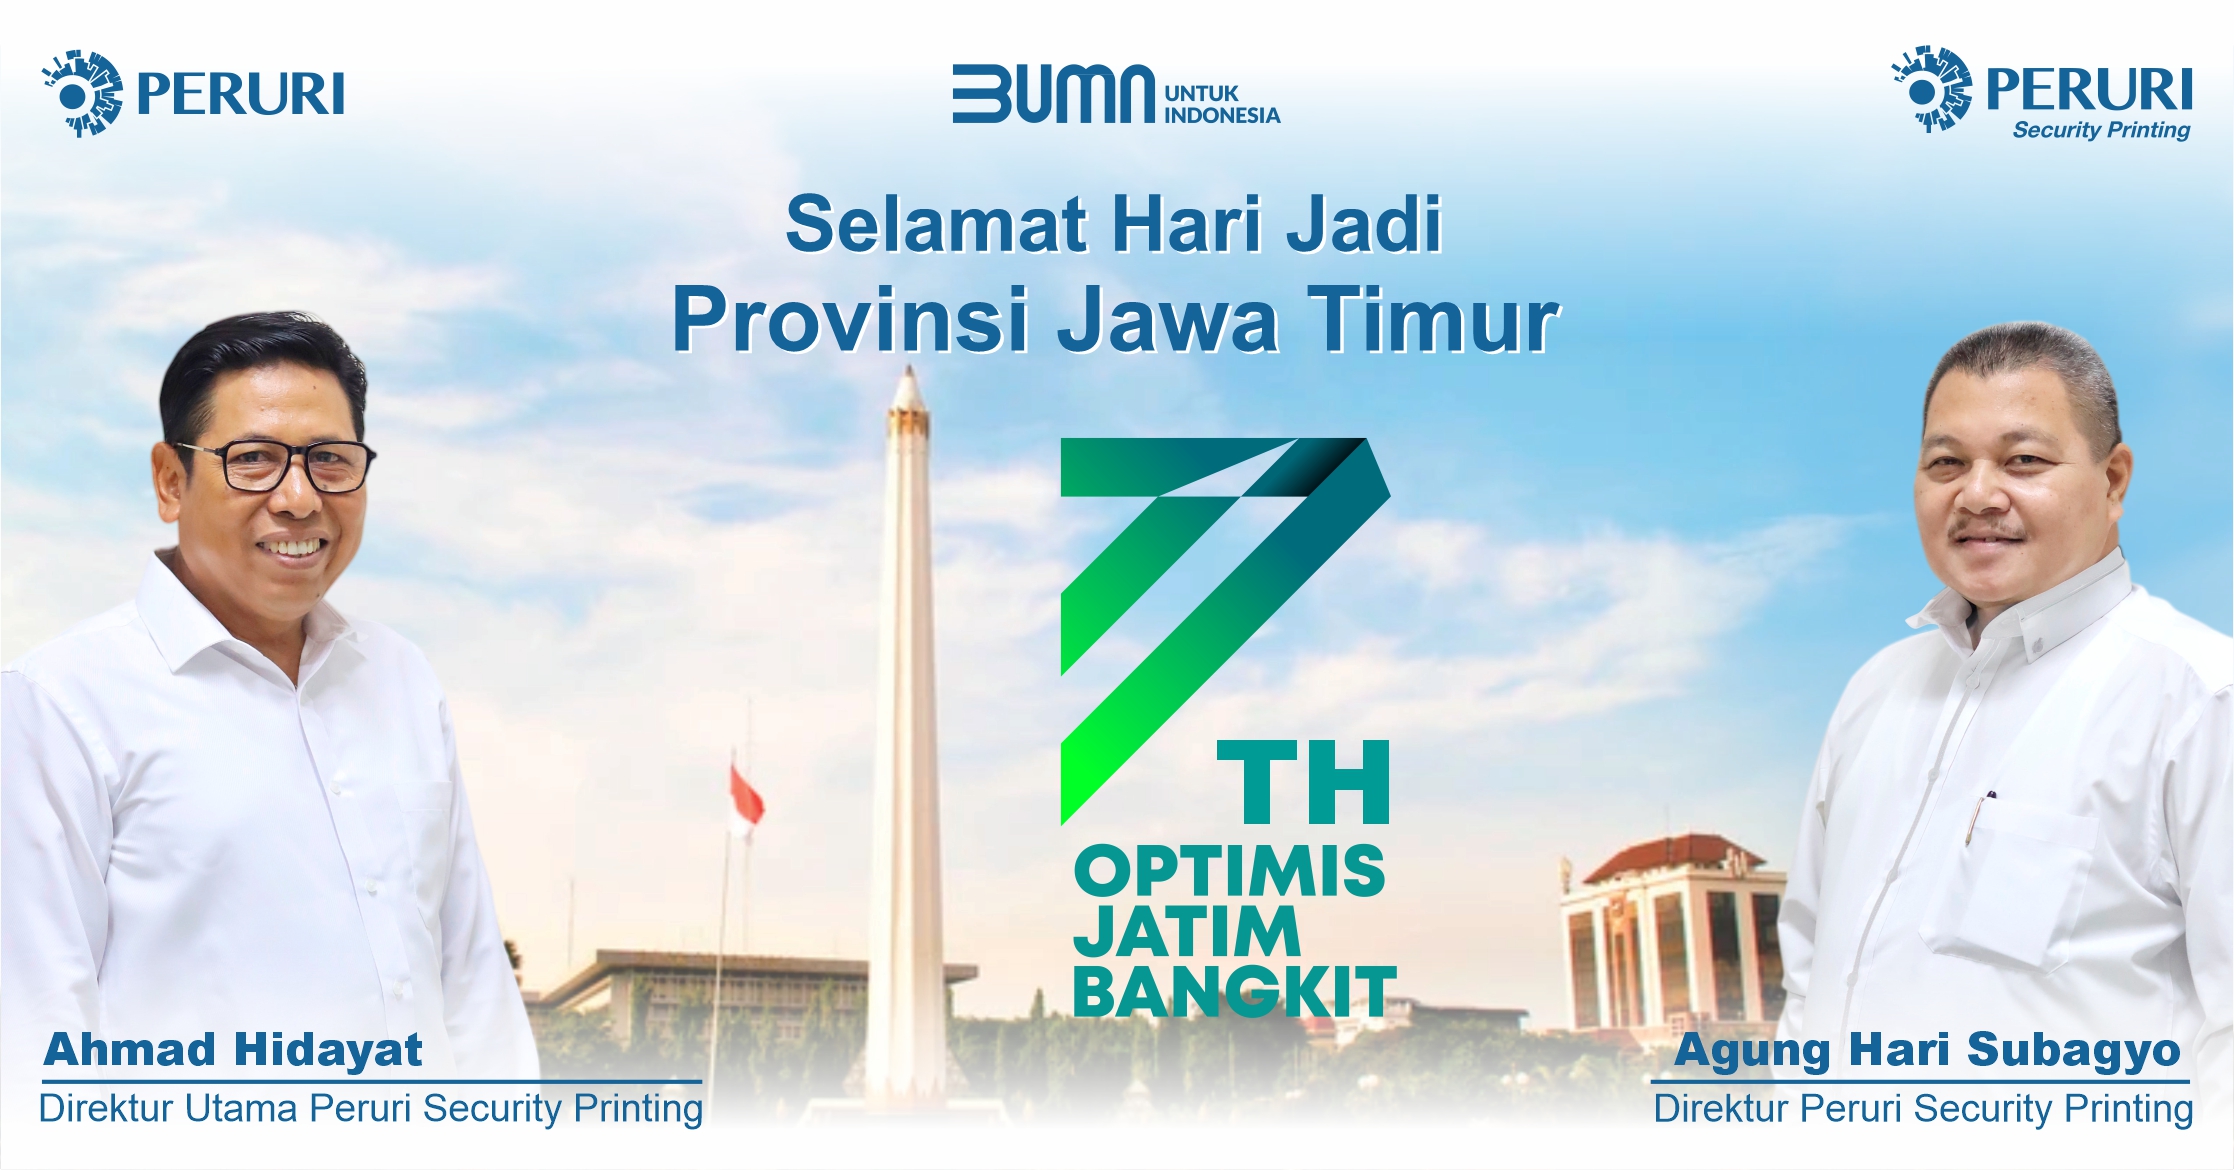 PERURI
BUMN UNTUK
INDONESIA
PERURI
Security Printing
Selamat Hari Jadi
Provinsi Jawa Timur
77
TH
OPTIMIS
JATIM
BANGKIT
Ahmad Hidayat
Direktur Utama Peruri Security Printing
Agung Hari Subagyo
Direktur Peruri Security Printing